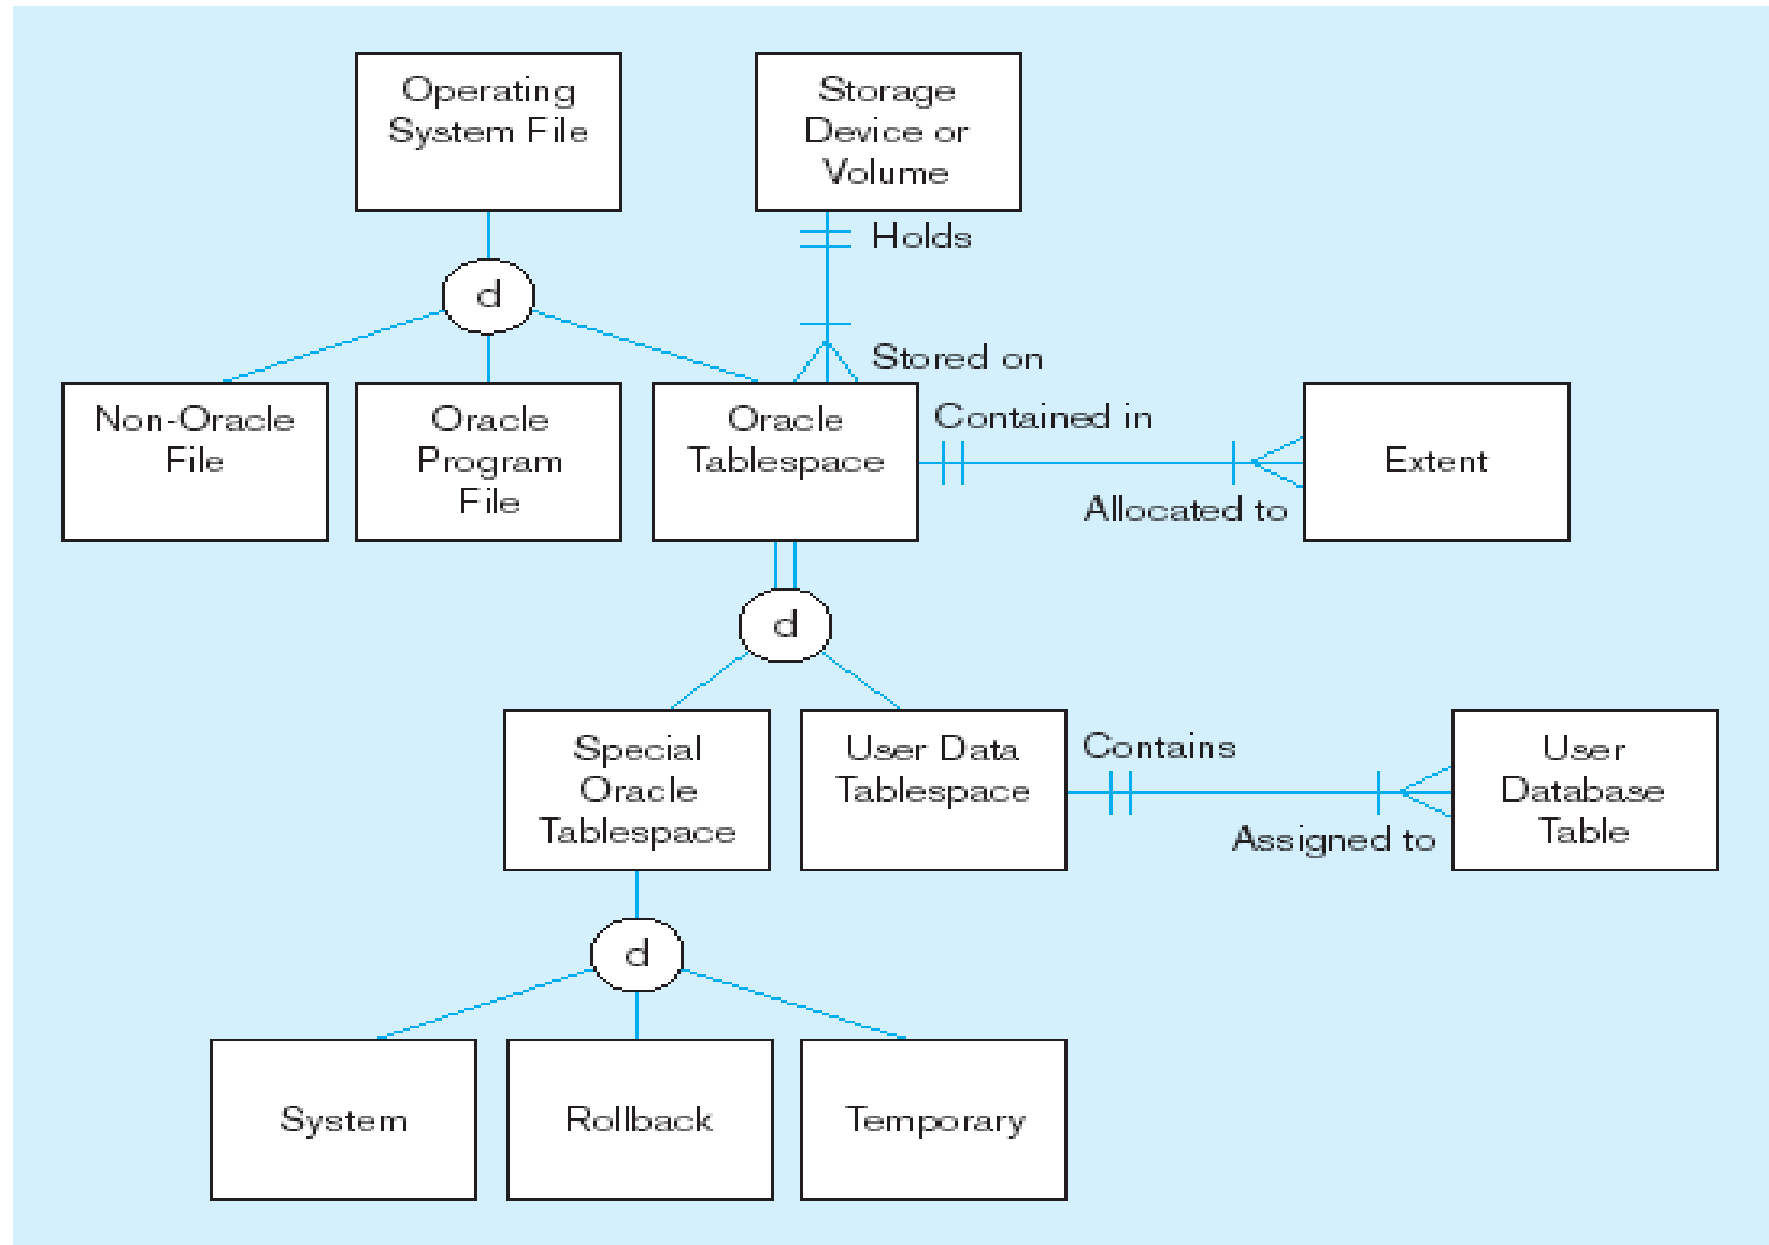 Operating
System File
Storage
Device or
Volume
Holds
d
Stored on
Non-Oracle
File
Oracle
Program
File
Oracle
Tablespace
Contained in
Allocated to
Extent
d
Special
Oracle
Tablespace
User Data
Tablespace
Contains
Assigned to
User
Database
Table
d
System
Rollback
Temporary